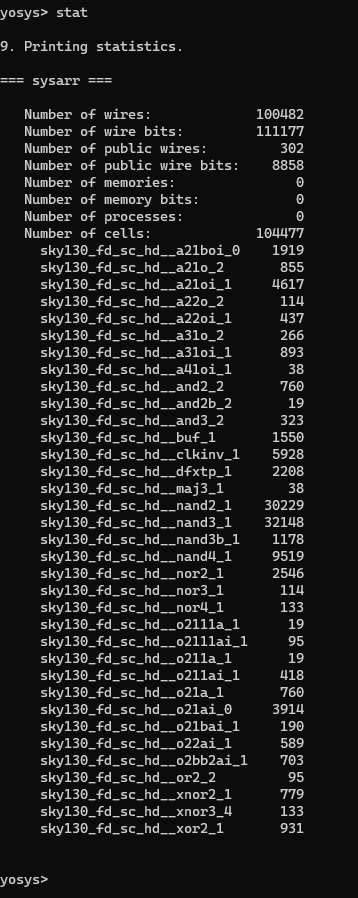 yosys> stat
9. Printing statistics.
=== sysarr ===
Number of wires: 100482
Number of wire bits: 111177
Number of public wires: 302
Number of public wire bits: 8858
Number of memories: 0
Number of memory bits: 0
Number of processes: 0
Number of cells: 104477
sky130_fd_sc_hd__a21boi_0 1919
sky130_fd_sc_hd__a21o_2 855
sky130_fd_sc_hd__a21oi_1 4617
sky130_fd_sc_hd__a22o_2 114
sky130_fd_sc_hd__a22oi_1 437
sky130_fd_sc_hd__a31o_2 266
sky130_fd_sc_hd__a31oi_1 893
sky130_fd_sc_hd__a41oi_1 38
sky130_fd_sc_hd__and2_2 760
sky130_fd_sc_hd__and2b_2 19
sky130_fd_sc_hd__and3_2 323
sky130_fd_sc_hd__buf_1 1550
sky130_fd_sc_hd__clkinv_1 5928
sky130_fd_sc_hd__dfxtp_1 2208
sky130_fd_sc_hd__maj3_1 38
sky130_fd_sc_hd__nand2_1 30229
sky130_fd_sc_hd__nand3_1 32148
sky130_fd_sc_hd__nand3b_1 1178
sky130_fd_sc_hd__nand4_1 9519
sky130_fd_sc_hd__nor2_1 2546
sky130_fd_sc_hd__nor3_1 114
sky130_fd_sc_hd__nor4_1 133
sky130_fd_sc_hd__o2111a_1 19
sky130_fd_sc_hd__o2111ai_1 95
sky130_fd_sc_hd__o211a_1 19
sky130_fd_sc_hd__o211ai_1 418
sky130_fd_sc_hd__o21a_1 760
sky130_fd_sc_hd__o21ai_0 3914
sky130_fd_sc_hd__o21bai_1 190
sky130_fd_sc_hd__o22ai_1 589
sky130_fd_sc_hd__o2bb2ai_1 703
sky130_fd_sc_hd__or2_2 95
sky130_fd_sc_hd__xnor2_1 779
sky130_fd_sc_hd__xnor3_4 133
sky130_fd_sc_hd__xor2_1 931
yosys>